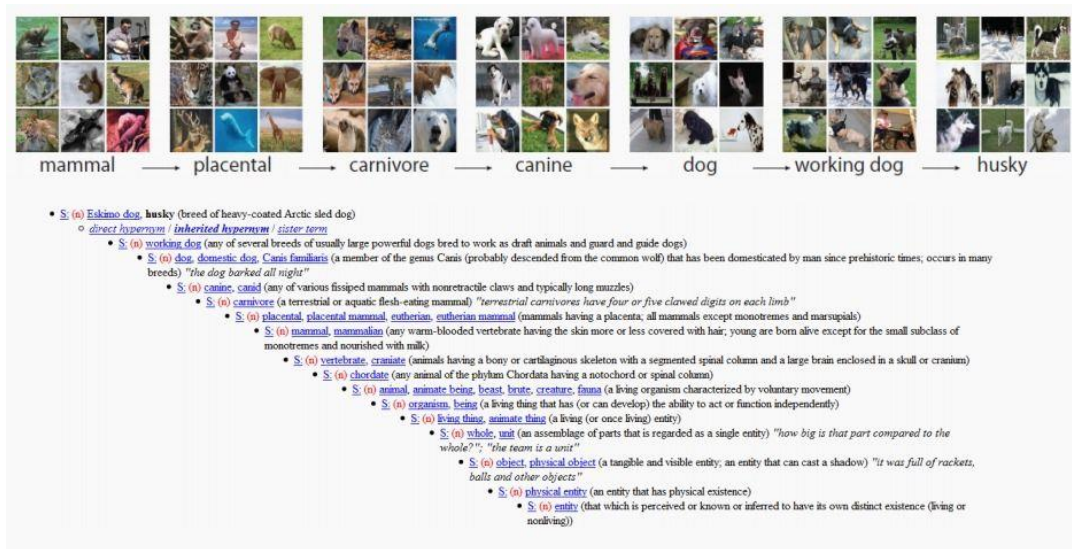 mammal → placental → carnivore → canine → dog → working dog → husky
• S: (n) Eskimo dog, husky (breed of heavy-coated Arctic sled dog)
○ direct hypernym / inherited hypernym / sister term
• S: (n) working dog (any of several breeds of usually large powerful dogs bred to work as draft animals and guard and guide dogs)
• S: (n) dog, domestic dog, Canis familiaris (a member of the genus Canis (probably descended from the common wolf) that has been domesticated by man since prehistoric times; occurs in many
breeds) "the dog barked all night"
• S: (n) canine, canid (any of various fissiped mammals with nonretractile claws and typically long muzzles)
• S: (n) carnivore (a terrestrial or aquatic flesh-eating mammal) "terrestrial carnivores have four or five clawed digits on each limb"
• S: (n) placental, placental mammal, eutherian, eutherian mammal (mammals having a placenta; all mammals except monotremes and marsupials)
• S: (n) mammal, mammalian (any warm-blooded vertebrate having the skin more or less covered with hair; young are born alive except for the small subclass of
monotremes and nourished with milk)
• S: (n) vertebrate, craniate (animals having a bony or cartilaginous skeleton with a segmented spinal column and a large brain enclosed in a skull or cranium)
• S: (n) chordate (any animal of the phylum Chordata having a notochord or spinal column)
• S: (n) animal, animate being, beast, brute, creature, fauna (a living organism characterized by voluntary movement)
• S: (n) organism, being (a living thing that has (or can develop) the ability to act or function independently)
• S: (n) living thing, animate thing (a living (or once living) entity)
• S: (n) whole, unit (an assemblage of parts that is regarded as a single entity) "how big is that part compared to the
whole?"; "the team is a unit"
• S: (n) object, physical object (a tangible and visible entity; an entity that can cast a shadow) "it was full of rackets,
balls and other objects"
• S: (n) physical entity (an entity that has physical existence)
• S: (n) entity (that which is perceived or known or inferred to have its own distinct existence (living or
nonliving))